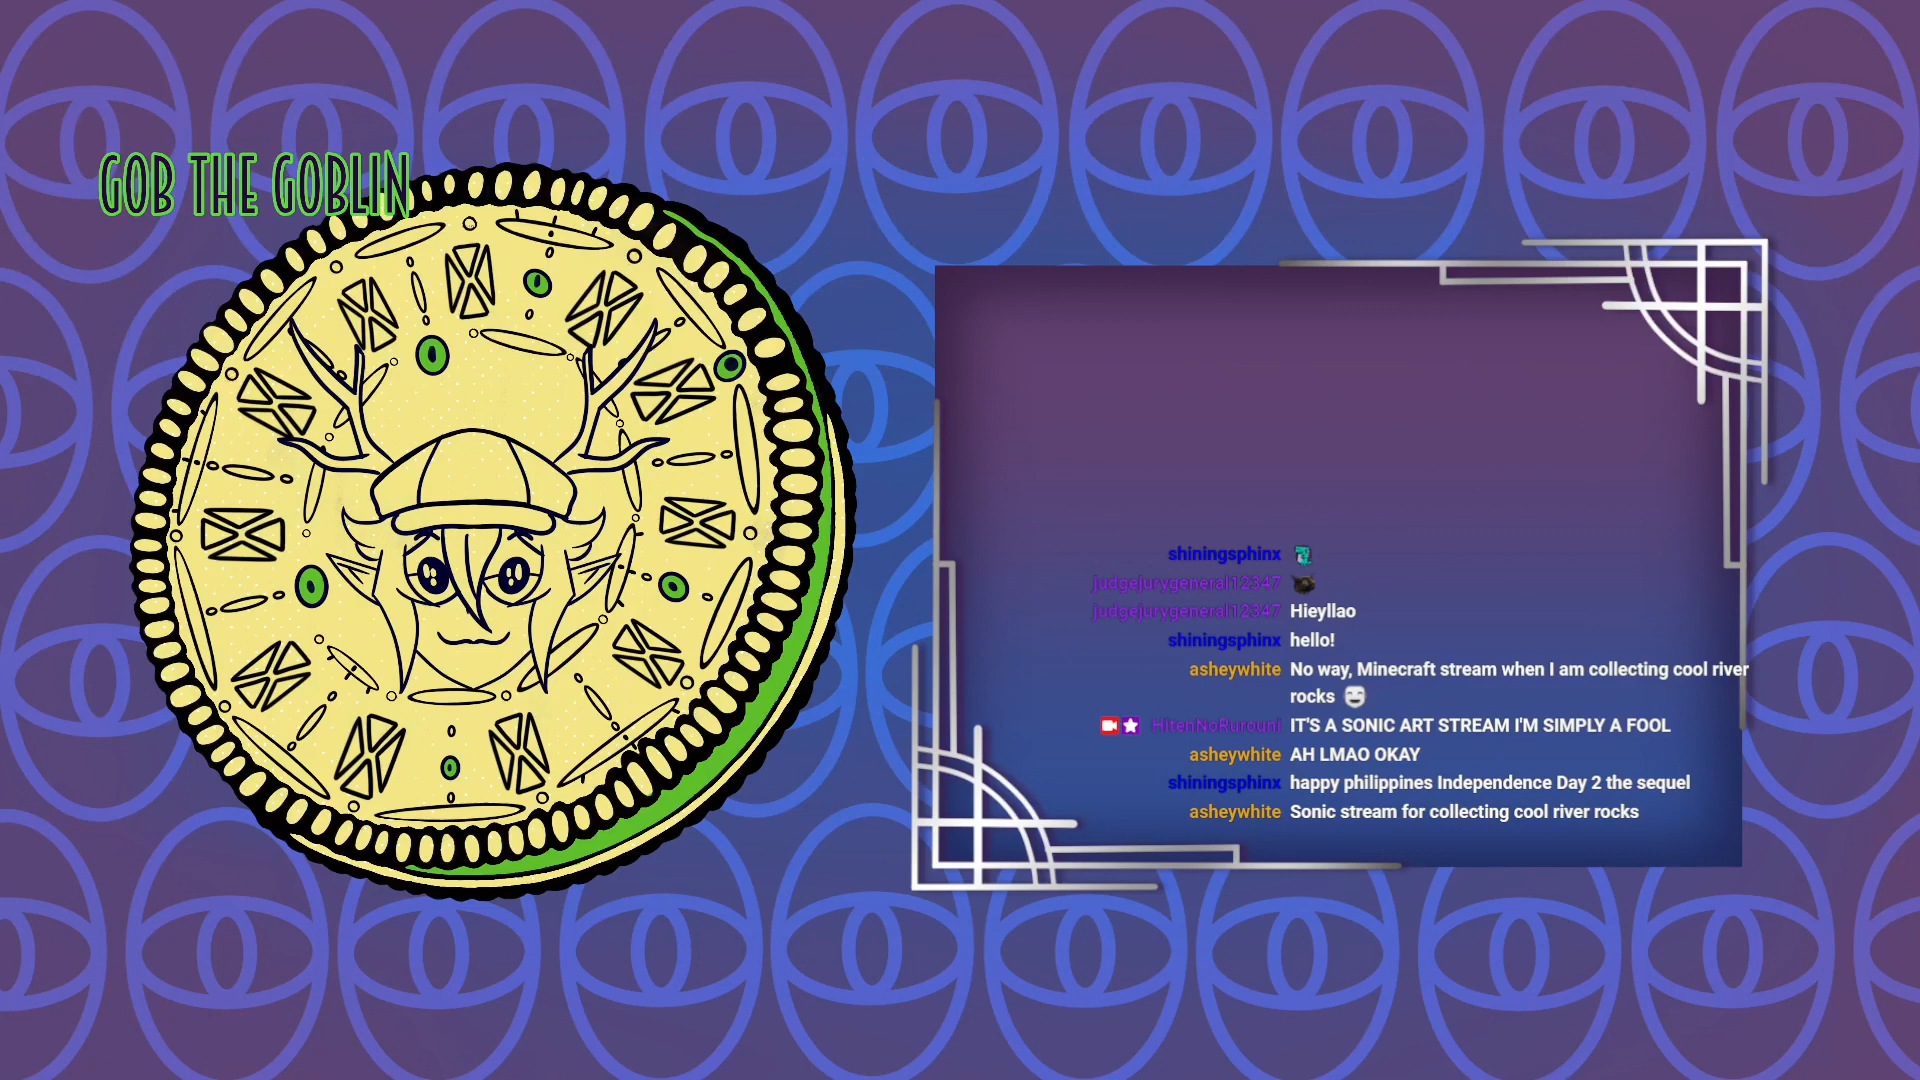 GOB THE GOBLIN
shiningsphinx
judgejurygeneral12347
judgejurygeneral12347 Hieyllao
shiningsphinx hello!
asheywhite No way, Minecraft stream when I am collecting cool river
rocks
HitenNoRurouni IT'S A SONIC ART STREAM I'M SIMPLY A FOOL
asheywhite AH LMAO OKAY
shiningsphinx happy philippines Independence Day 2 the sequel
asheywhite Sonic stream for collecting cool river rocks